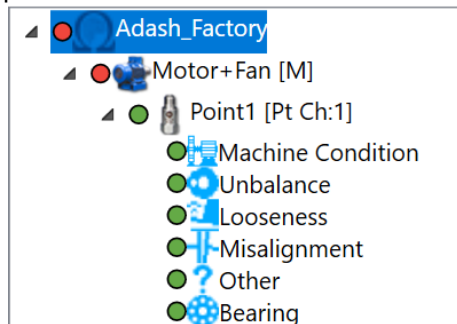 Adash_Factory
Motor+Fan [M]
Point1 [Pt Ch:1]
Machine Condition
Unbalance
Looseness
Misalignment
? Other
Bearing